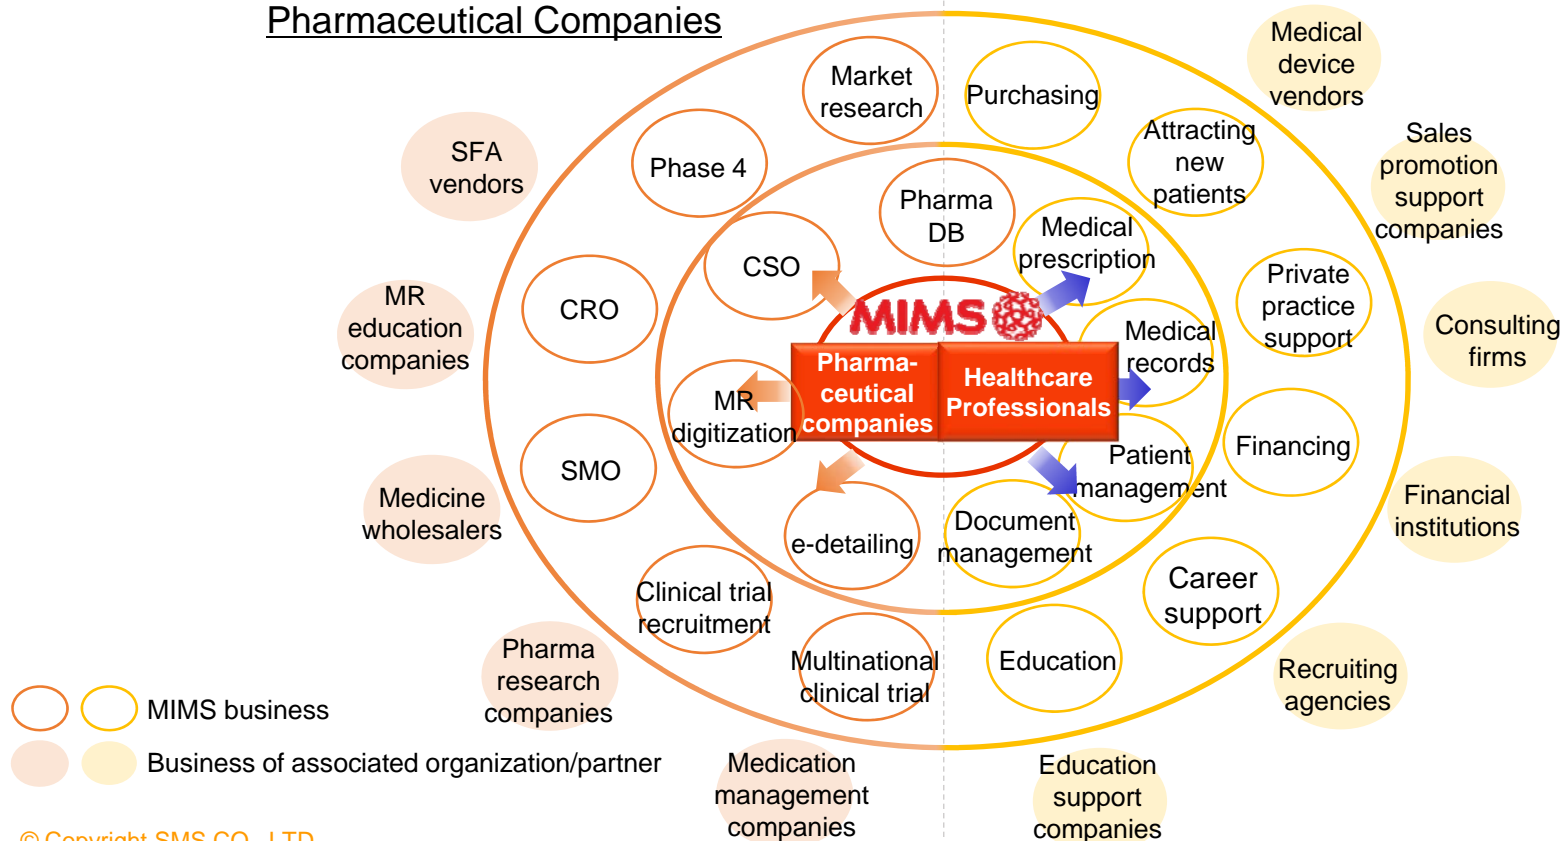 Pharmaceutical Companies
Market
research
Purchasing
Medical
device
vendors
SFA
vendors
Phase 4
Attracting
new
patients
Sales
promotion
support
companies
Pharma
DB
Medical
prescription
CSO
Private
practice
support
MR
education
companies
CRO
MIMS
Medical
records
Consulting
firms
Pharma-
ceutical
companies
Healthcare
Professionals
MR
digitization
Financing
SMO
Patient
management
Medicine
wholesalers
Financial
institutions
e-detailing
Document
management
Clinical trial
recruitment
Career
support
Pharma
research
companies
Multinational
clinical trial
Education
Recruiting
agencies
MIMS business
Business of associated organization/partner
Medication
management
companies
Education
support
companies
© Copyright SMS CO., LTD